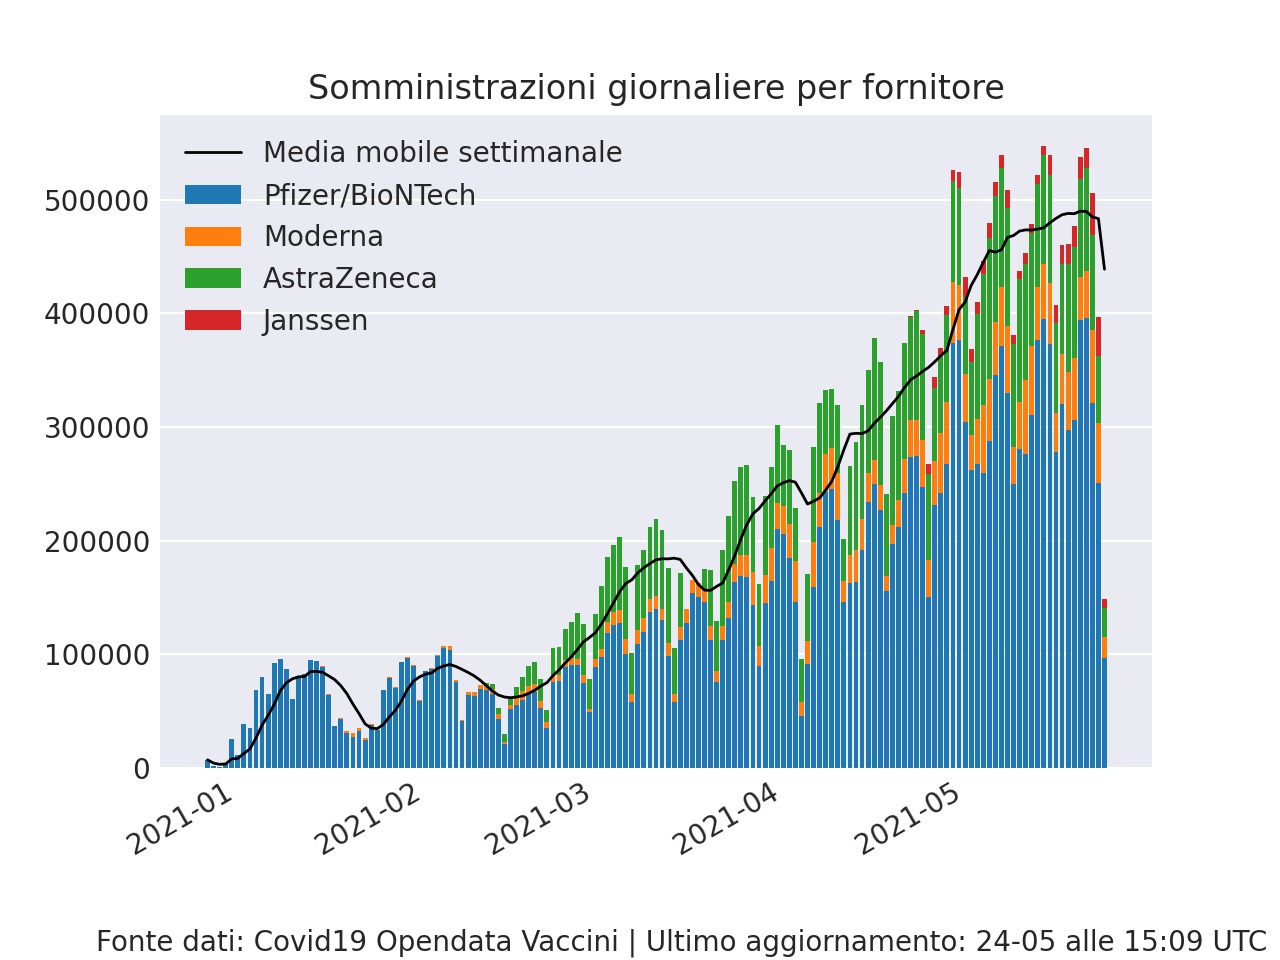 Somministrazioni giornaliere per fornitore
Media mobile settimanale
Pfizer/BioNTech
Moderna
AstraZeneca
Janssen
500000
400000
300000
200000
100000
0
2021-01
2021-02
2021-03
2021-04
2021-05
Fonte dati: Covid19 Opendata Vaccini | Ultimo aggiornamento: 24-05 alle 15:09 UTC